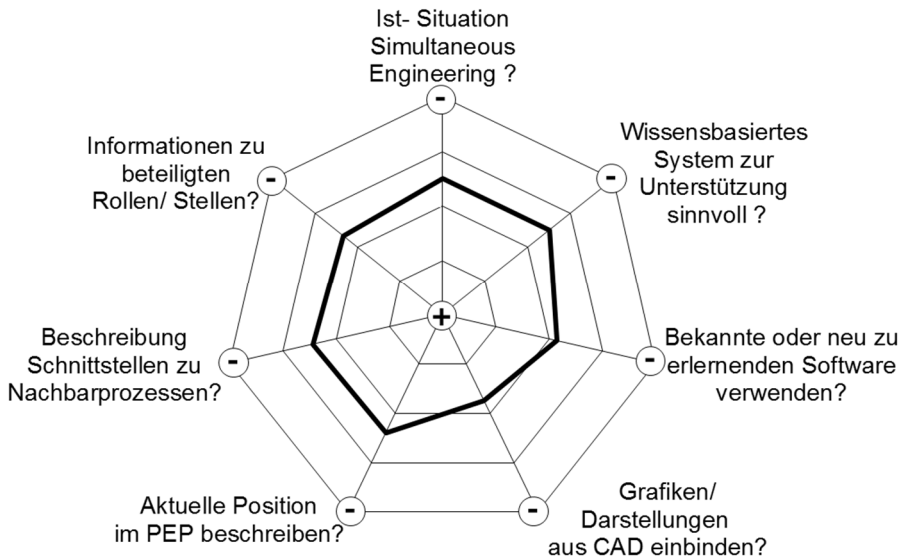 Ist- Situation
Simultaneous
Engineering ?
-
Wissensbasiertes
System zur
Unterstützung
sinnvoll ?
-
Informationen zu
beteiligten
Rollen/ Stellen?
-
+
Beschreibung
Schnittstellen zu
Nachbarprozessen?
-
Bekannte oder neu zu
erlernenden Software
verwenden?
-
Aktuelle Position
im PEP beschreiben?
-
Grafiken/
Darstellungen
aus CAD einbinden?
-